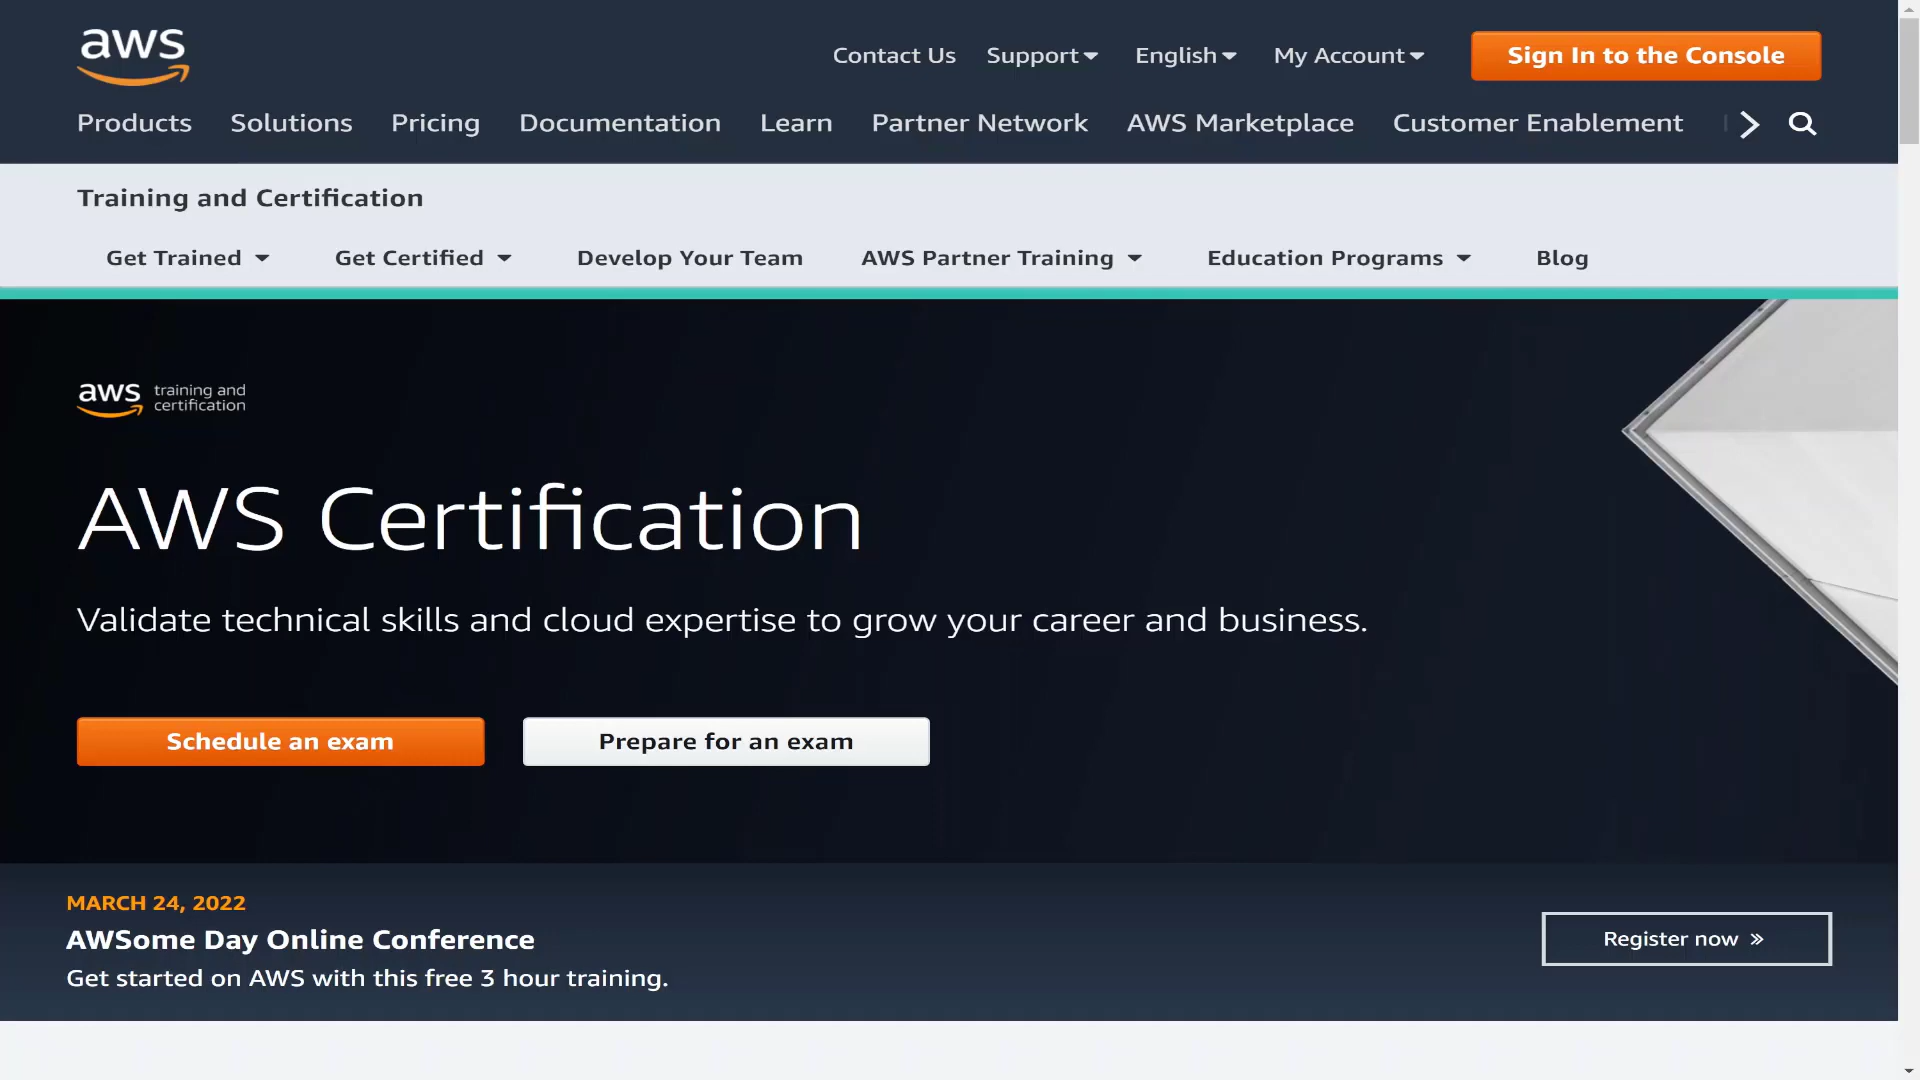 aws
Contact Us Support English My Account Sign In to the Console
Products Solutions Pricing Documentation Learn Partner Network AWS Marketplace Customer Enablement
Training and Certification
Get Trained Get Certified Develop Your Team AWS Partner Training Education Programs Blog
aws training and
certification
AWS Certification
Validate technical skills and cloud expertise to grow your career and business.
Schedule an exam Prepare for an exam
MARCH 24, 2022
AWSome Day Online Conference
Get started on AWS with this free 3 hour training.
Register now »